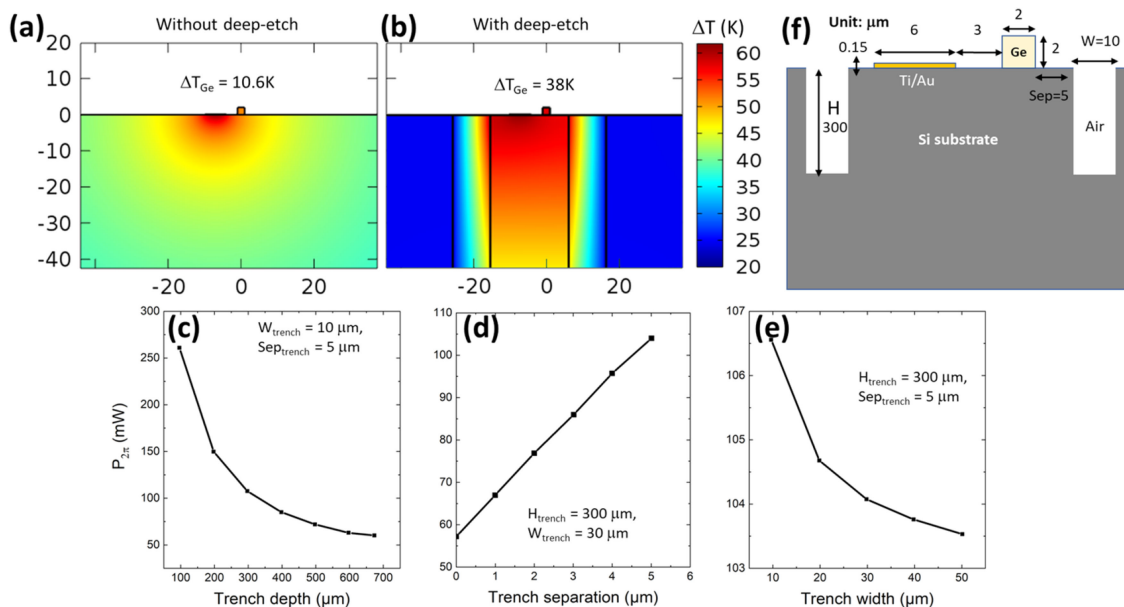 (a)
Without deep-etch
20
10
0
-10
-20
-30
-40
ΔT_Ge = 10.6K
-20
0
20
(b)
With deep-etch
ΔT_Ge = 38K
-20
0
20
ΔT (K)
60
55
50
45
40
35
30
25
20
(f)
Unit: μm
2
6
3
2
0.15
Ge
W=10
Ti/Au
Sep=5
H
300
Air
Si substrate
(c)
W_trench = 10 μm,
Sep_trench = 5 μm
P_2π (mW)
300
250
200
150
100
50
100 200 300 400 500 600 700
Trench depth (μm)
(d)
110
100
90
80
70
60
50
H_trench = 300 μm,
W_trench = 30 μm
0 1 2 3 4 5 6
Trench separation (μm)
(e)
107
106
105
104
103
H_trench = 300 μm,
Sep_trench = 5 μm
10 20 30 40 50
Trench width (μm)